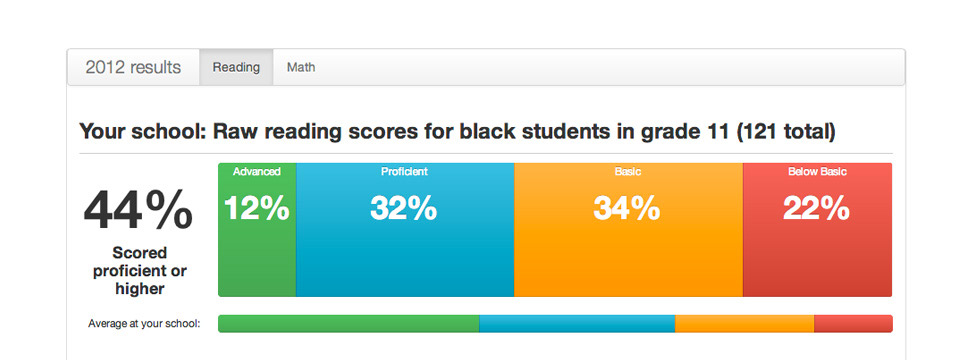 2012 results Reading Math
Your school: Raw reading scores for black students in grade 11 (121 total)
Advanced Proficient Basic Below Basic
44% 12% 32% 34% 22%
Scored
proficient or
higher
Average at your school: